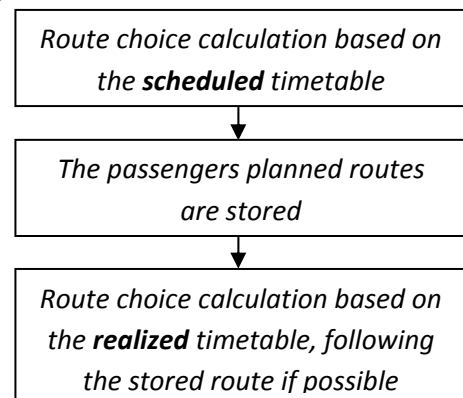 Route choice calculation based on
the scheduled timetable
The passengers planned routes
are stored
Route choice calculation based on
the realized timetable, following
the stored route if possible